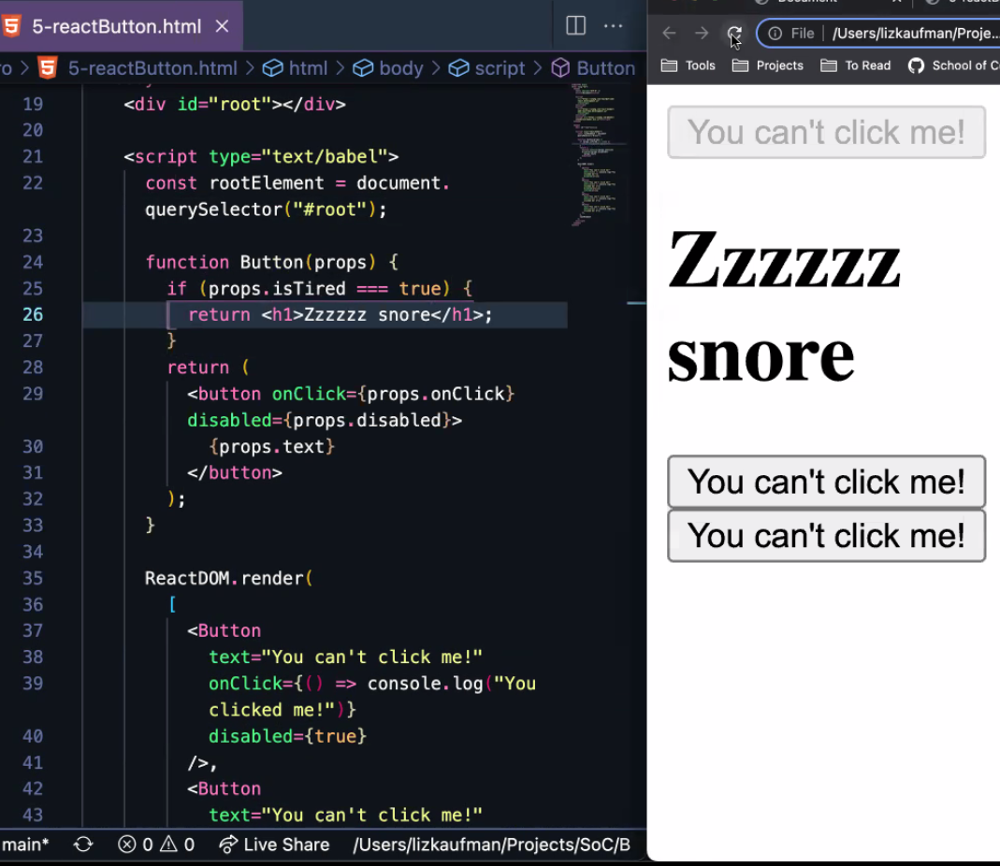 5-reactButton.html
ro > 5-reactButton.html > html > body > script > Button
19 <div id="root"></div>
20
21 <script type="text/babel">
22 const rootElement = document.
querySelector("#root");
23
24 function Button(props) {
25 if (props.isTired === true) {
26 return <h1>Zzzzzz snore</h1>;
27 }
28 return (
29 <button onClick={props.onClick}
disabled={props.disabled}>
30 {props.text}
31 </button>
32 );
33 }
34
35 ReactDOM.render(
36 [
37 <Button
38 text="You can't click me!"
39 onClick={() => console.log("You
clicked me!")}
40 disabled={true}
41 />,
42 <Button
43 text="You can't click me!"
main* 0 0 Live Share /Users/lizkaufman/Projects/SoC/B
File /Users/lizkaufman/Proje...
Tools Projects To Read School of C
You can't click me!
Zzzzzz
snore
You can't click me!
You can't click me!